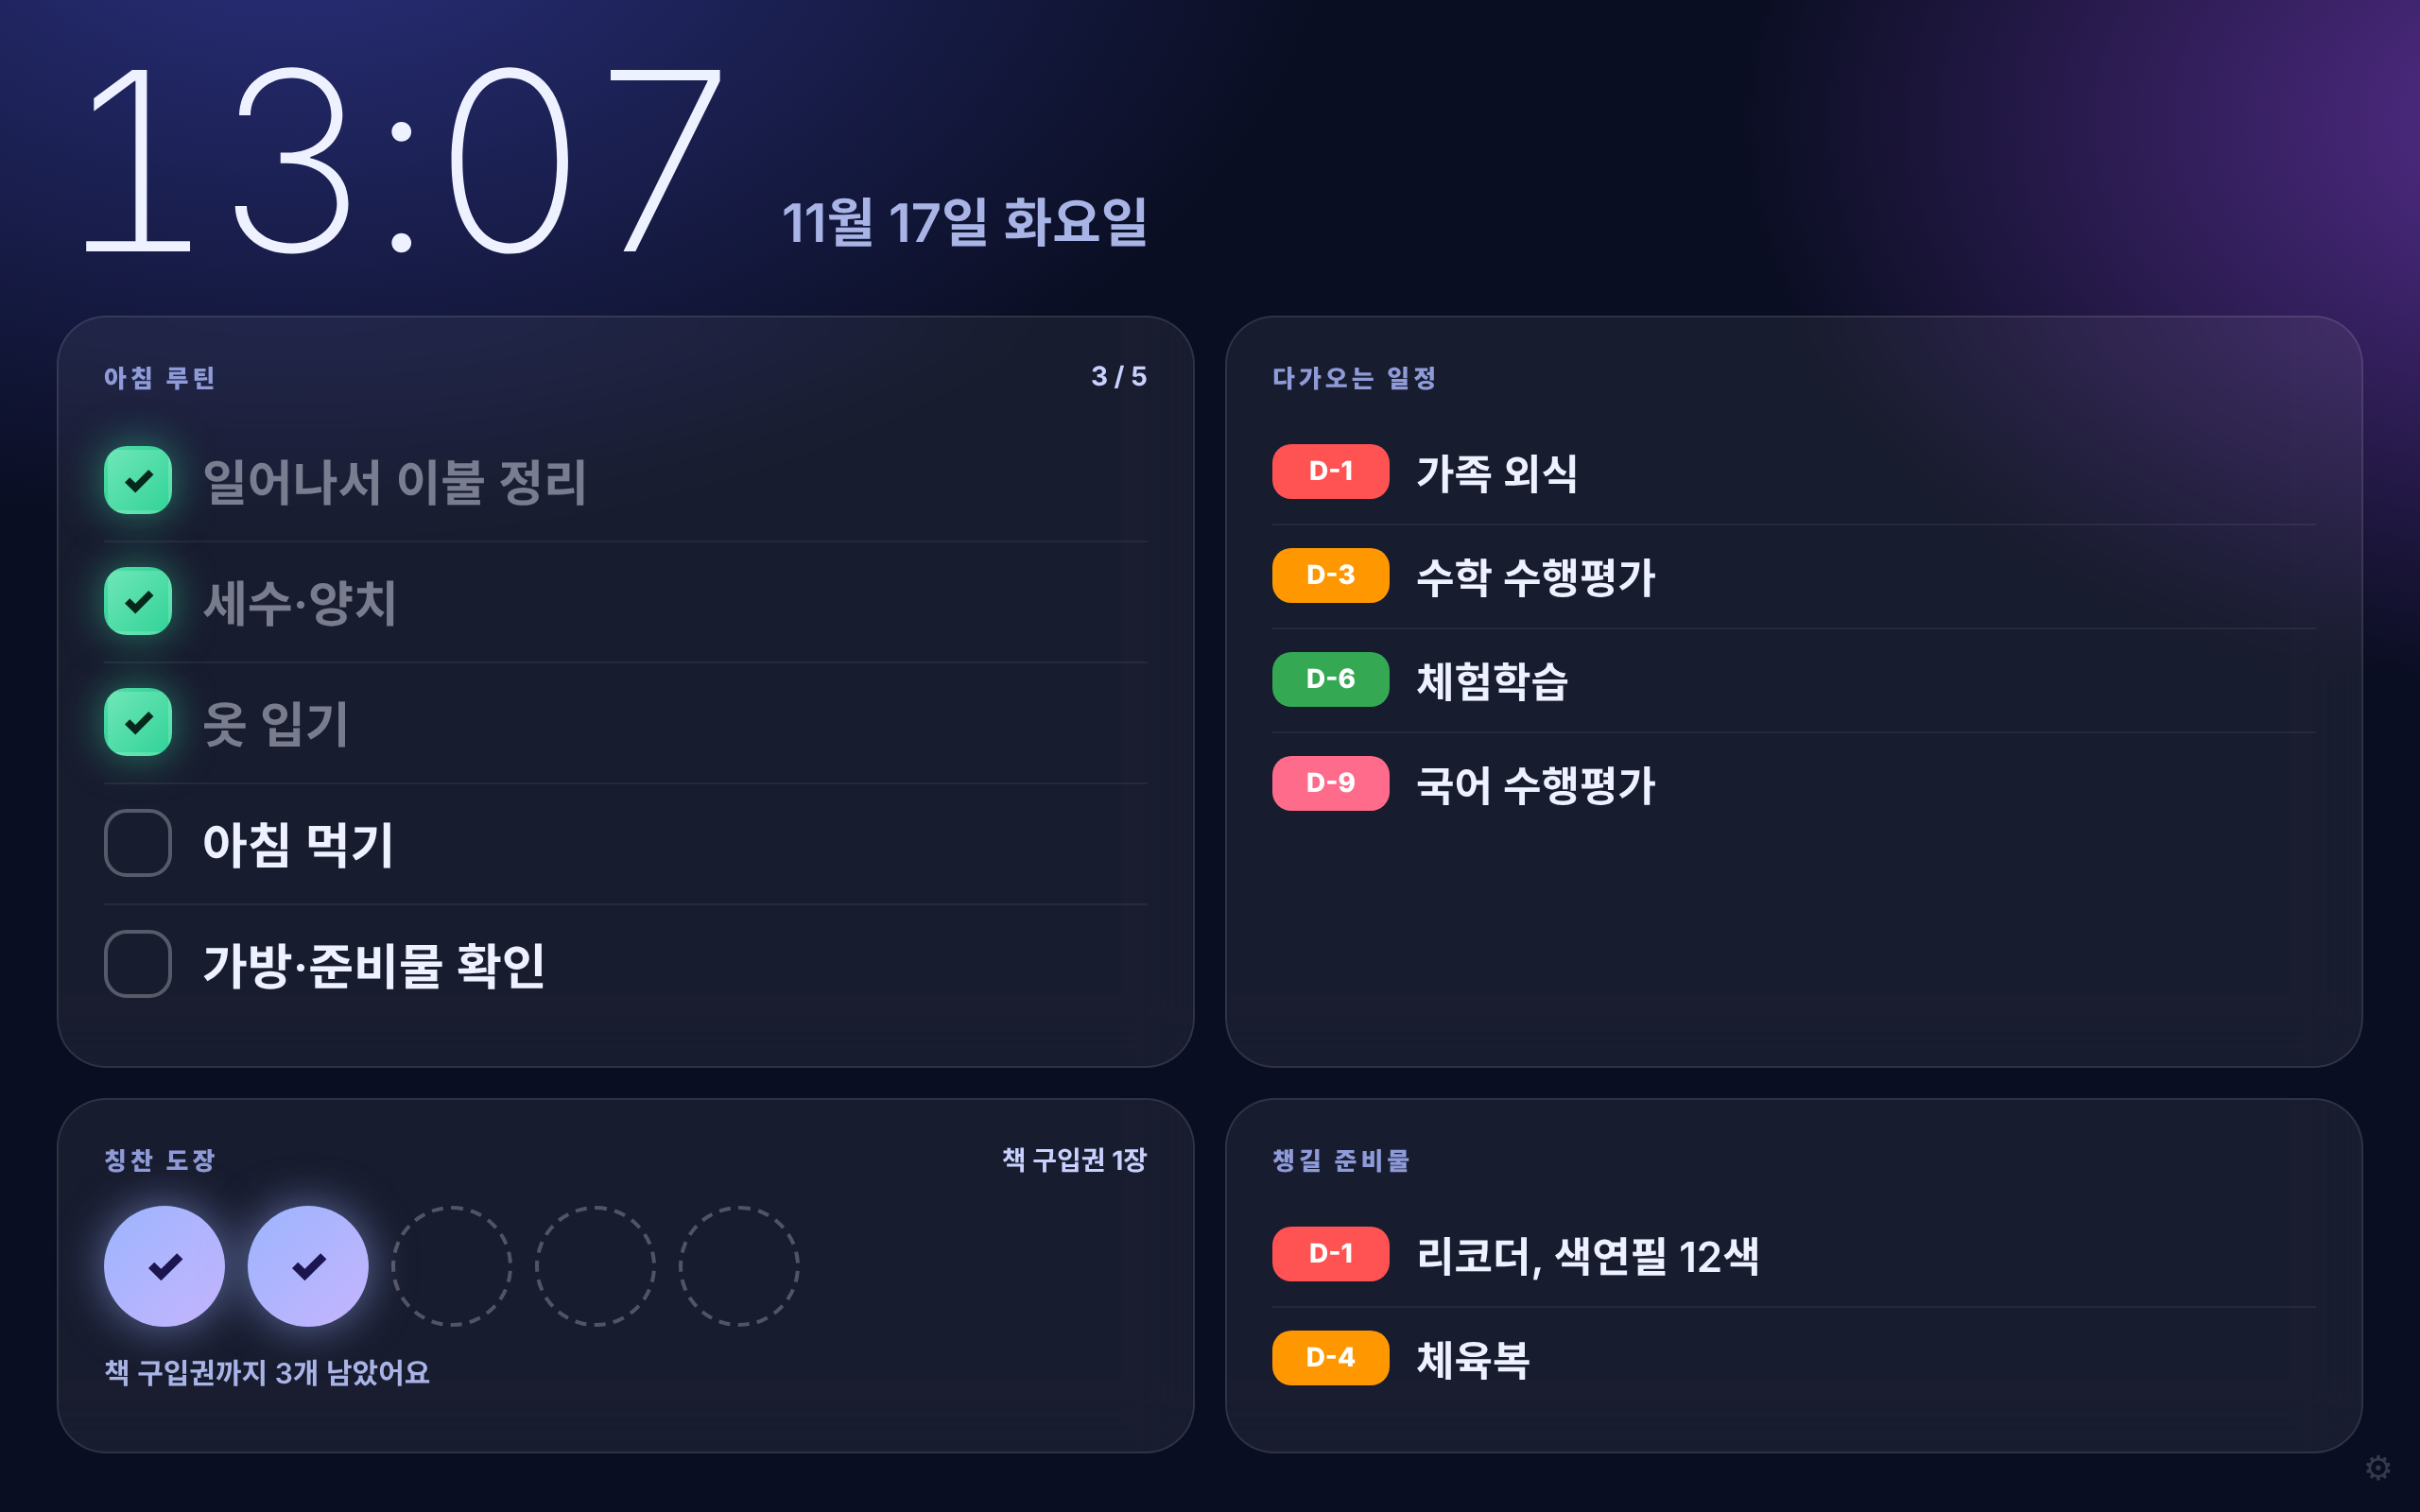 13:07
11월 17일 화요일
아침 루틴
3 / 5
일어나서 이불 정리
세수·양치
옷 입기
아침 먹기
가방·준비물 확인
다가오는 일정
D-1 가족 외식
D-3 수학 수행평가
D-6 체험학습
D-9 국어 수행평가
칭찬 도장
책 구입권 1장
책 구입권까지 3개 남았어요
챙길 준비물
D-1 리코더, 색연필 12색
D-4 체육복